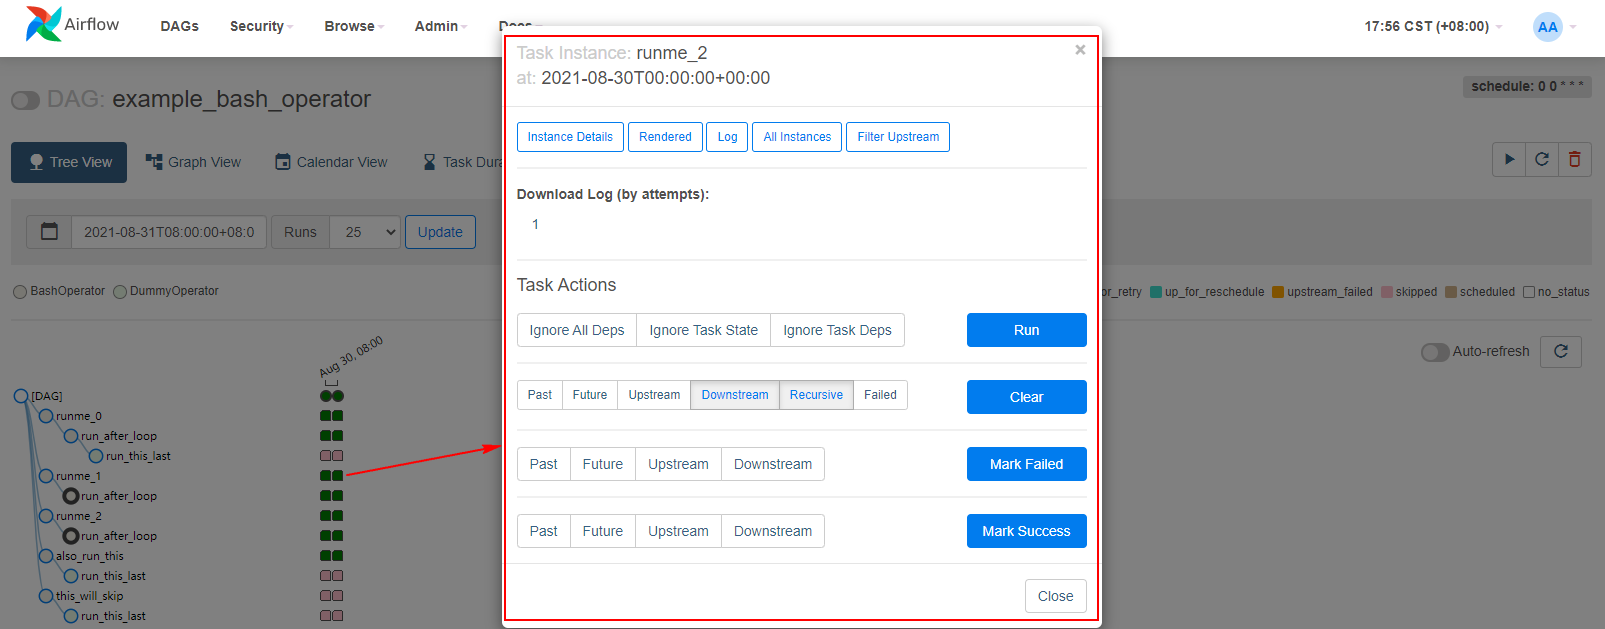 Airflow DAGs Security Browse Admin Docs 17:56 CST (+08:00) AA
Task Instance: runme_2 ×
at: 2021-08-30T00:00:00+00:00
DAG: example_bash_operator schedule: 0 0 * * *
Instance Details Rendered Log All Instances Filter Upstream
Tree View Graph View Calendar View Task Dura
Download Log (by attempts):
1
2021-08-31T08:00:00+08:0 Runs 25 Update
Task Actions
BashOperator DummyOperator or_retry up_for_reschedule upstream_failed skipped scheduled no_status
Ignore All Deps Ignore Task State Ignore Task Deps Run
Auto-refresh
Aug 30, 08:00
Past Future Upstream Downstream Recursive Failed Clear
[DAG]
runme_0
run_after_loop
run_this_last
Past Future Upstream Downstream Mark Failed
runme_1
run_after_loop
runme_2
Past Future Upstream Downstream Mark Success
run_after_loop
also_run_this
run_this_last
this_will_skip
Close
run_this_last